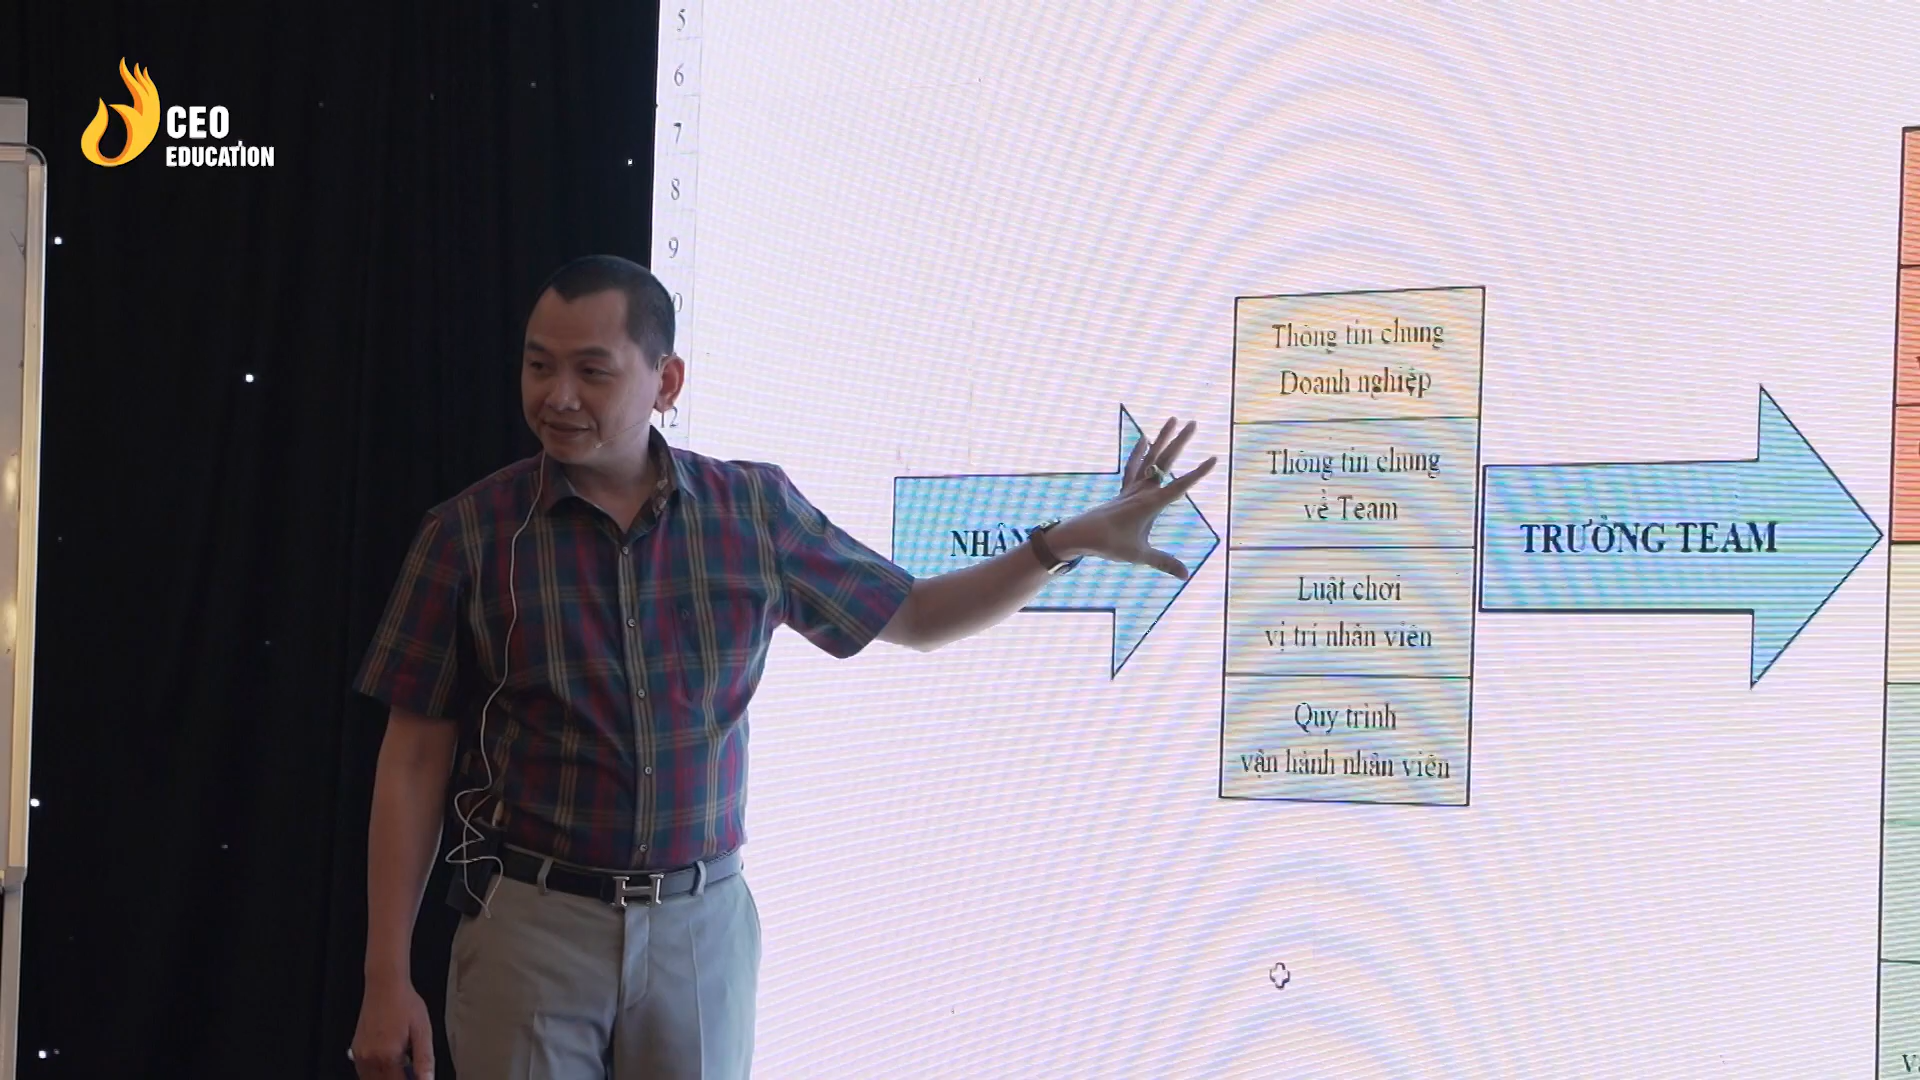 CEO
EDUCATION
5
6
7
8
9
12
Thông tin chung
Doanh nghiệp
Thông tin chung
về Team
Luật chơi
vị trí nhân viên
Quy trình
vận hành nhân viên
TRƯỞNG TEAM